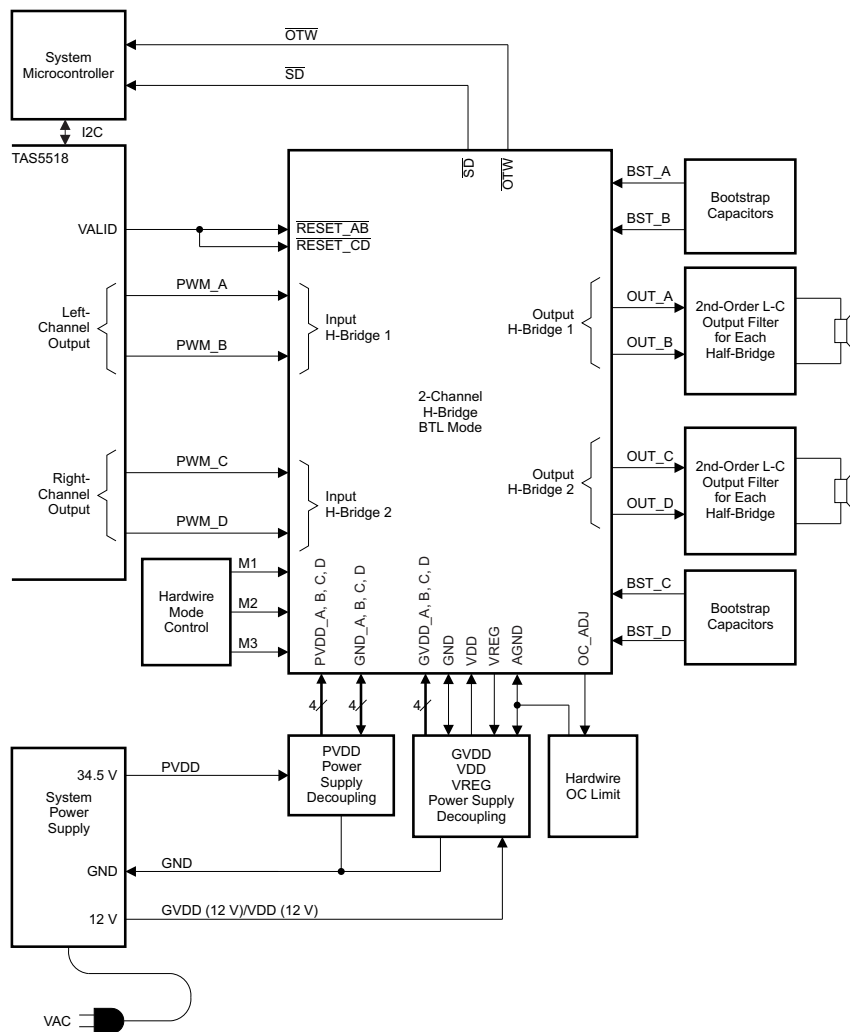 OTW
System
Microcontroller
SD
I2C
TAS5518
SD
OTW
BST_A
Bootstrap
Capacitors
VALID
RESET_AB
BST_B
RESET_CD
PWM_A
Left-
Channel
Output
Input
H-Bridge 1
Output
H-Bridge 1
OUT_A
2nd-Order L-C
Output Filter
for Each
Half-Bridge
PWM_B
OUT_B
2-Channel
H-Bridge
BTL Mode
PWM_C
Right-
Channel
Output
Input
H-Bridge 2
Output
H-Bridge 2
OUT_C
2nd-Order L-C
Output Filter
for Each
Half-Bridge
PWM_D
OUT_D
M1
Hardwire
Mode
Control
M2
M3
PVDD_A, B, C, D
GND_A, B, C, D
GVDD_A, B, C, D
GND
VDD
VREG
AGND
OC_ADJ
BST_C
Bootstrap
Capacitors
BST_D
4
4
4
34.5 V
PVDD
PVDD
Power
Supply
Decoupling
GVDD
VDD
VREG
Power Supply
Decoupling
Hardwire
OC Limit
System
Power
Supply
GND
GND
12 V
GVDD (12 V)/VDD (12 V)
VAC